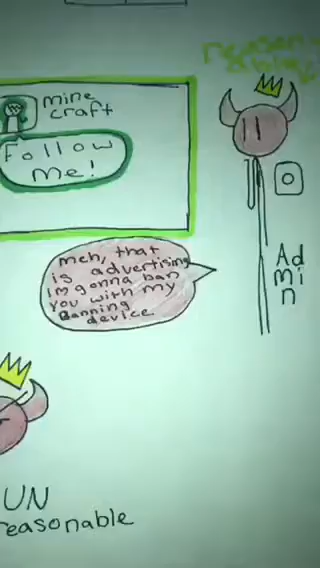 mine
craft
Follow
me!
meh, that
is advertising
im gonna ban
you with my
Banning
device.
Ad
mi
n
UN
reasonable